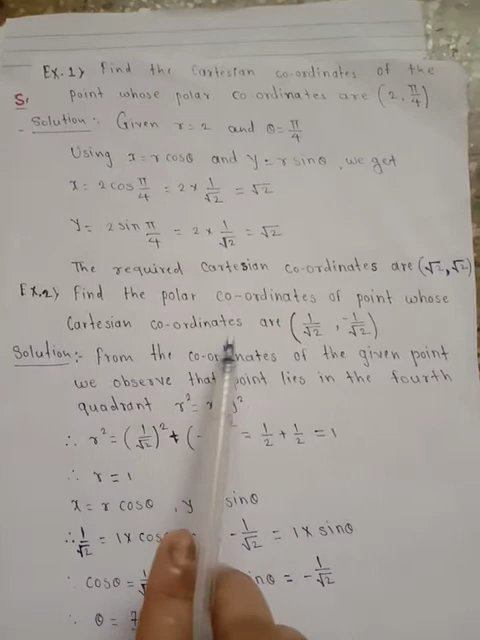 Ex.1) Find the Cartesian co-ordinates of the
point whose polar co-ordinates are (2, π/4)
S
Solution:- Given r=2 and θ=π/4
Using x=r cosθ and y=r sinθ, we get
x= 2cos π/4 = 2 × 1/√2 = √2
y= 2sin π/4 = 2 × 1/√2 = √2
The required Cartesian co-ordinates are (√2, √2)
Ex.2) Find the polar co-ordinates of point whose
Cartesian co-ordinates are (1/√2, -1/√2)
Solution:- from the co-ordinates of the given point
we observe that point lies in the fourth
quadrant r² =
∴ r² = (1/√2)² + (- = 1/2 + 1/2 = 1
∴ r = 1
x = r cosθ , y sinθ
∴ 1/√2 = 1×cos - 1/√2 = 1× sinθ
∴ cosθ = θ = - 1/√2
∴ θ = 7